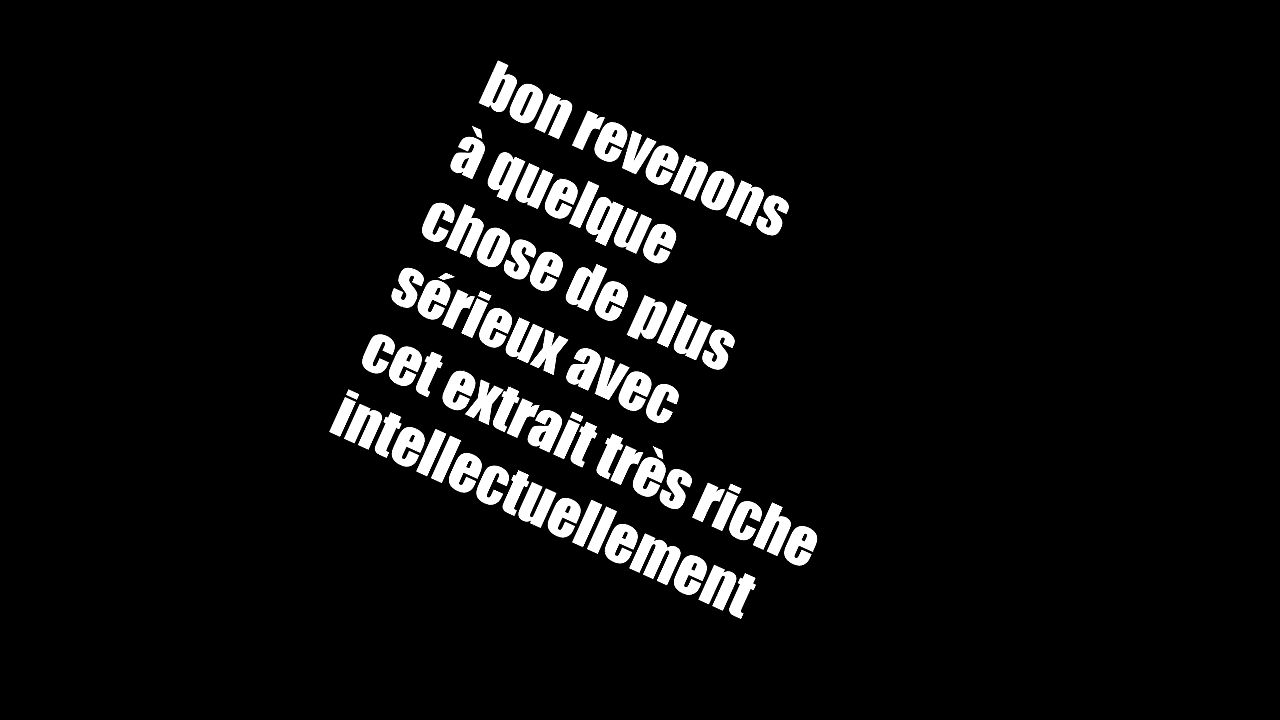 bon revenons
à quelque
chose de plus
sérieux avec
cet extrait très riche
intellectuellement